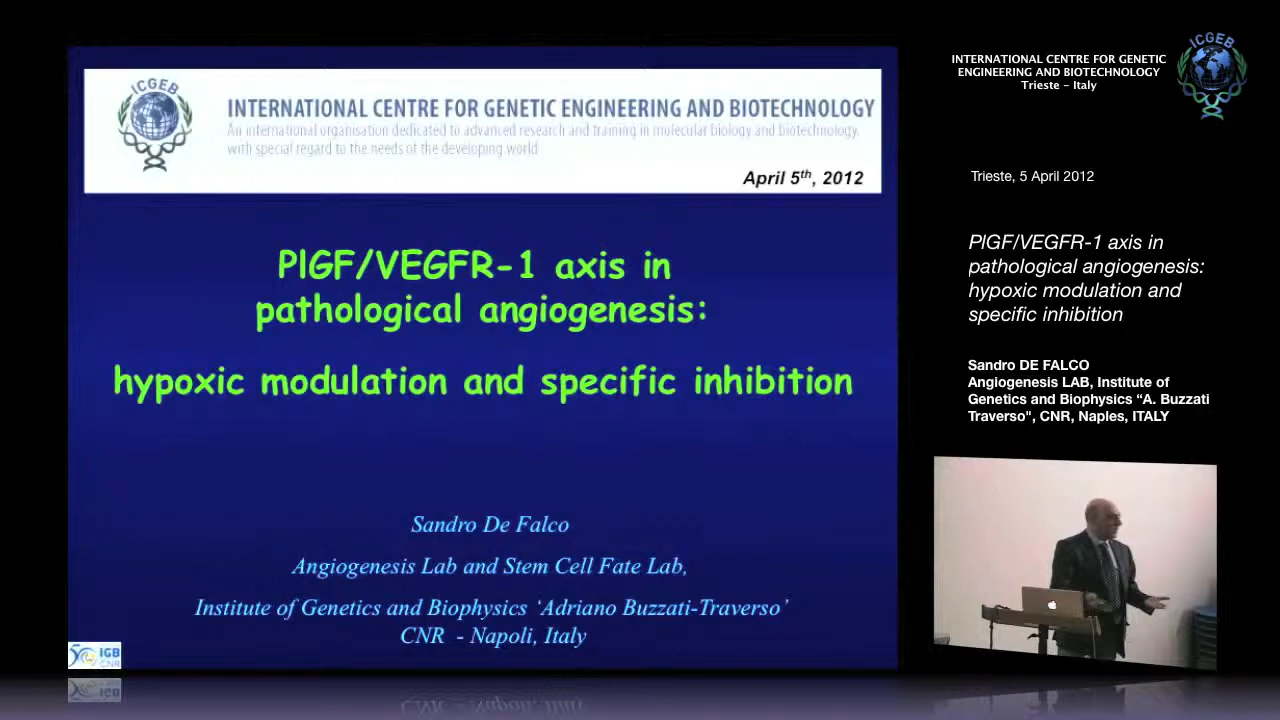 ICGEB
INTERNATIONAL CENTRE FOR GENETIC ENGINEERING AND BIOTECHNOLOGY
An international organisation dedicated to advanced research and training in molecular biology and biotechnology,
with special regard to the needs of the developing world
April 5th, 2012
PlGF/VEGFR-1 axis in
pathological angiogenesis:
hypoxic modulation and specific inhibition
Sandro De Falco
Angiogenesis Lab and Stem Cell Fate Lab,
Institute of Genetics and Biophysics ‘Adriano Buzzati-Traverso’
CNR - Napoli, Italy
50 IGB
CNR
INTERNATIONAL CENTRE FOR GENETIC
ENGINEERING AND BIOTECHNOLOGY
Trieste – Italy
ICGEB
Trieste, 5 April 2012
PlGF/VEGFR-1 axis in
pathological angiogenesis:
hypoxic modulation and
specific inhibition
Sandro DE FALCO
Angiogenesis LAB, Institute of
Genetics and Biophysics “A. Buzzati
Traverso", CNR, Naples, ITALY